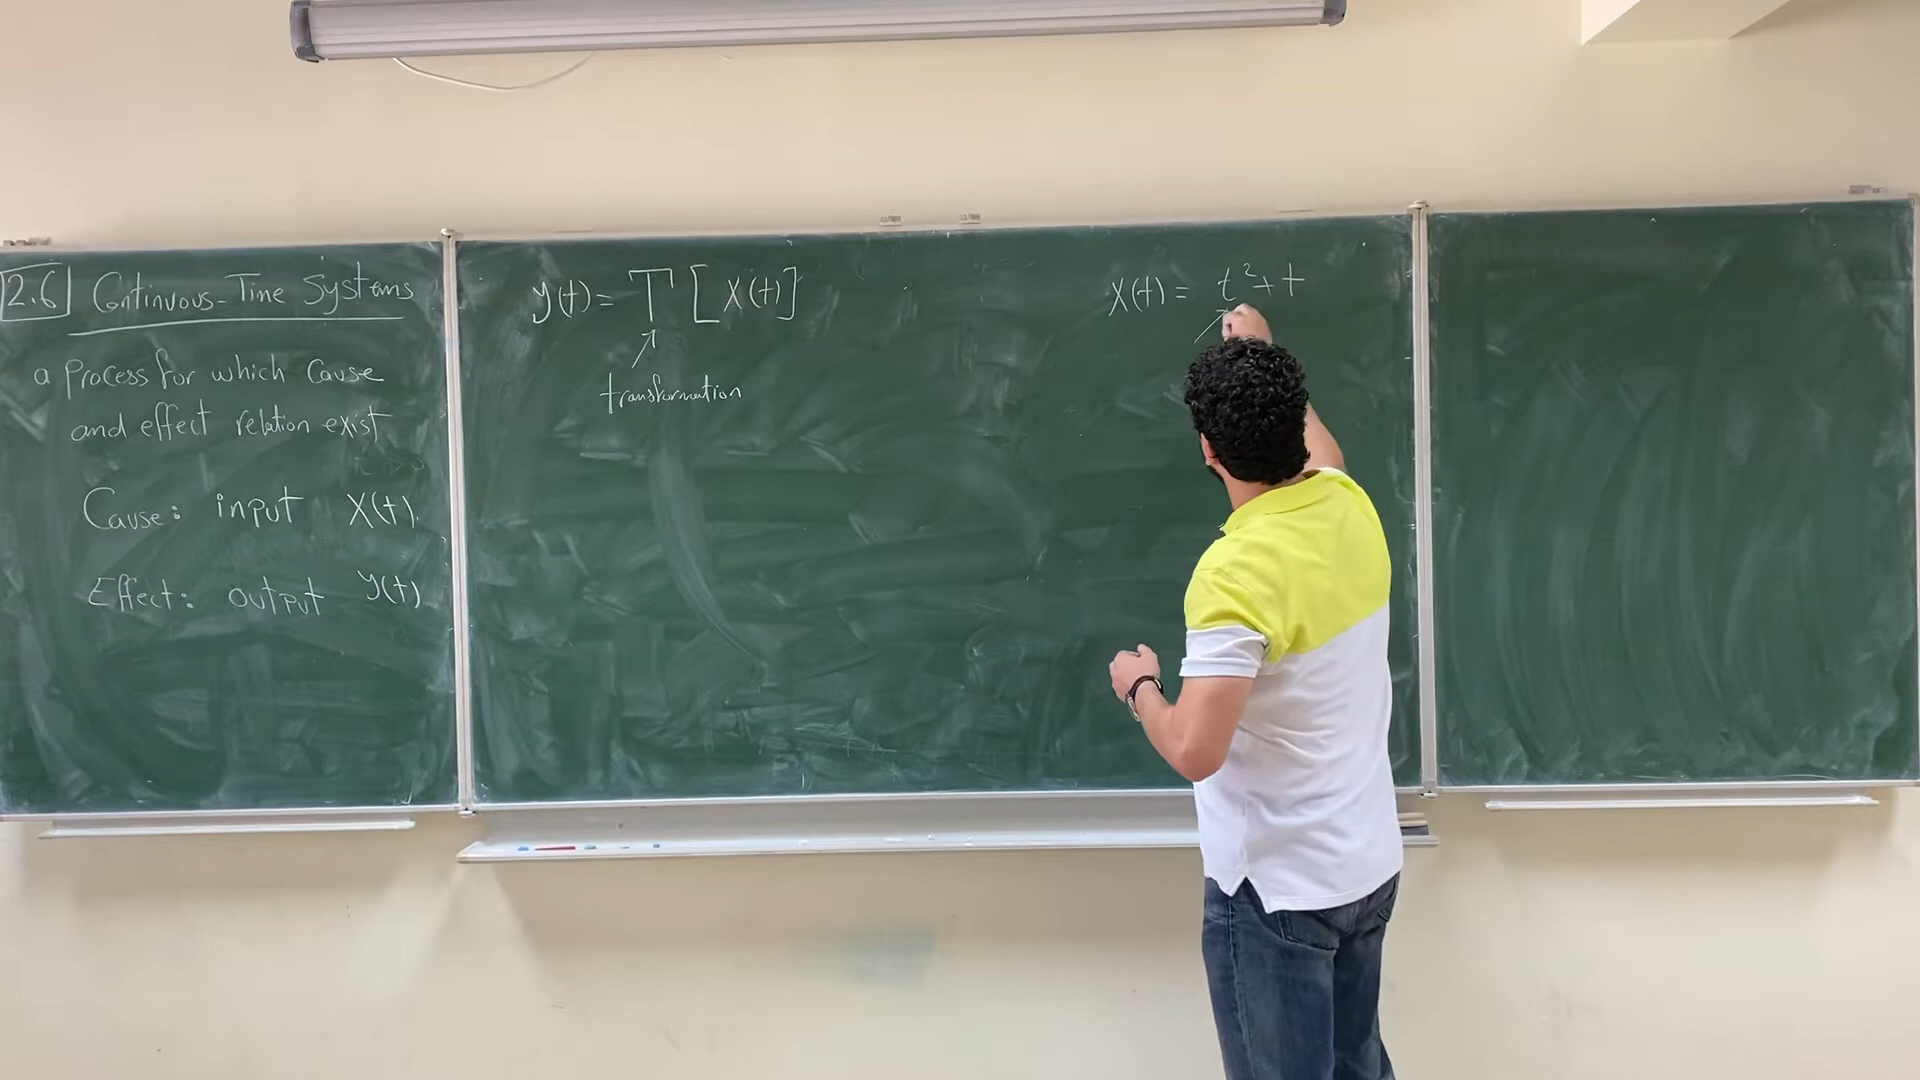 2.6 Continuous-Time Systems
a Process for which Cause
and effect relation exist
Cause: input X(t).
Effect: output y(t)
y(t) = T [X(t)]
transformation
X(t) = t²+t